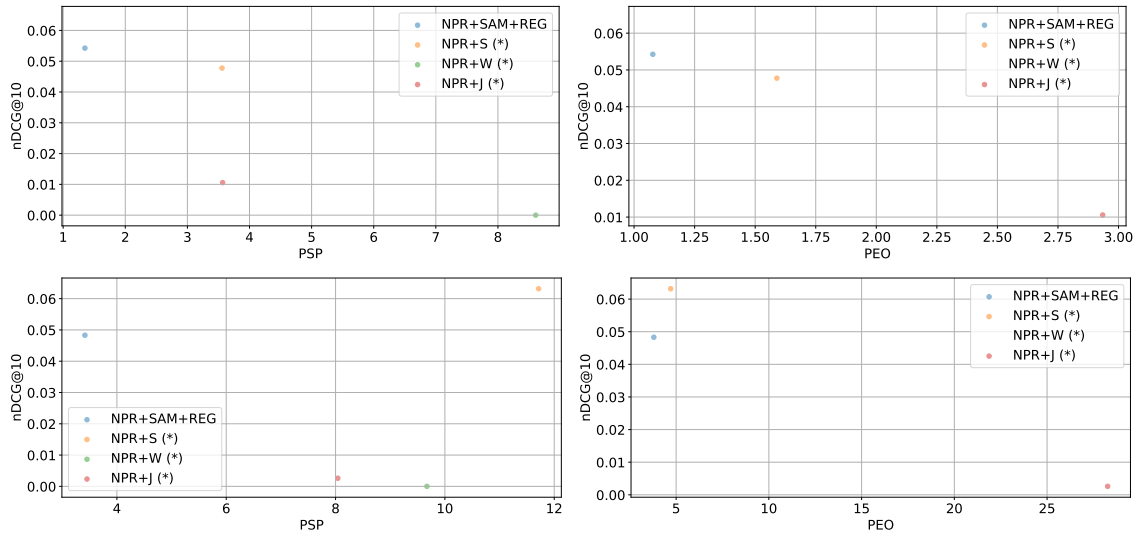 0.06
0.05
0.04
0.03
0.02
0.01
0.00
nDCG@10
1 2 3 4 5 6 7 8
PSP
NPR+SAM+REG
NPR+S (*)
NPR+W (*)
NPR+J (*)
0.06
0.05
0.04
0.03
0.02
0.01
nDCG@10
1.00 1.25 1.50 1.75 2.00 2.25 2.50 2.75 3.00
PEO
NPR+SAM+REG
NPR+S (*)
NPR+W (*)
NPR+J (*)
0.06
0.05
0.04
0.03
0.02
0.01
0.00
nDCG@10
4 6 8 10 12
PSP
NPR+SAM+REG
NPR+S (*)
NPR+W (*)
NPR+J (*)
0.06
0.05
0.04
0.03
0.02
0.01
0.00
nDCG@10
5 10 15 20 25
PEO
NPR+SAM+REG
NPR+S (*)
NPR+W (*)
NPR+J (*)